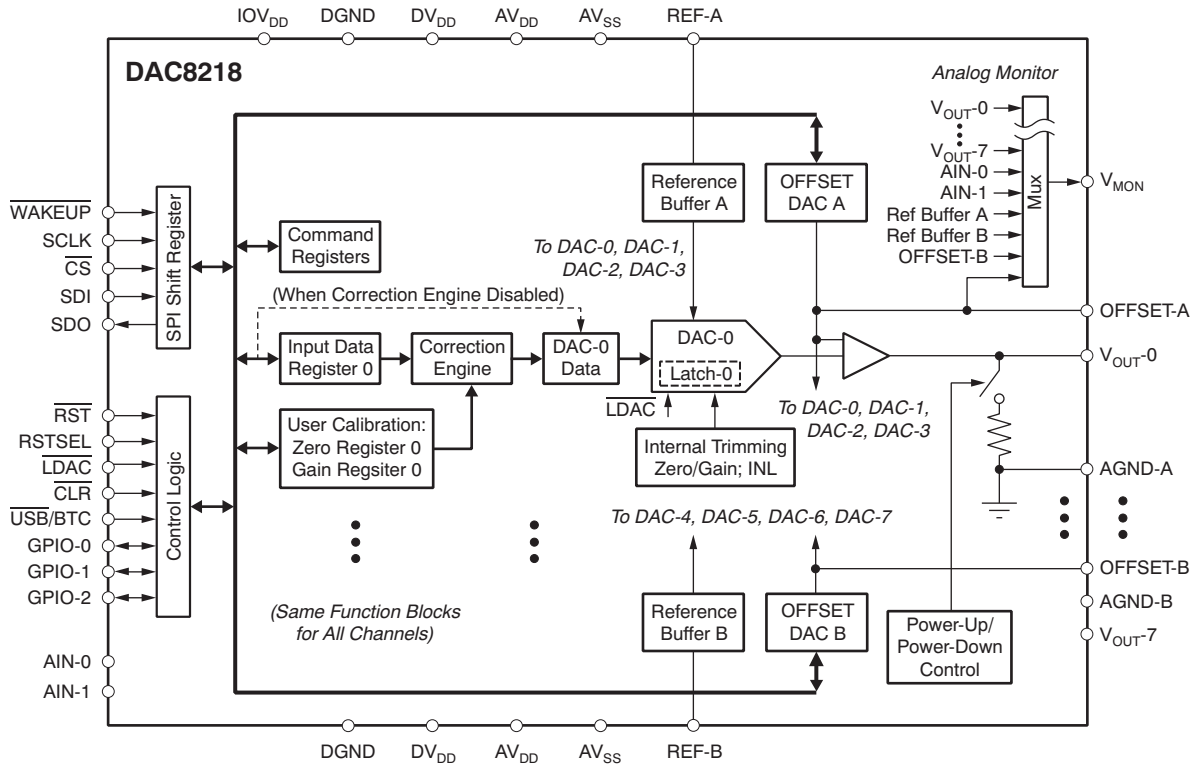 IOVDD DGND DVDD AVDD AVSS REF-A
DAC8218
Analog Monitor
VOUT-0
VOUT-7
AIN-0
AIN-1
Ref Buffer A
Ref Buffer B
OFFSET-B
Mux
VMON
WAKEUP
SCLK
CS
SDI
SDO
SPI Shift Register
Command
Registers
Reference
Buffer A
OFFSET
DAC A
To DAC-0, DAC-1,
DAC-2, DAC-3
(When Correction Engine Disabled)
Input Data
Register 0
Correction
Engine
DAC-0
Data
DAC-0
Latch-0
LDAC
OFFSET-A
VOUT-0
To DAC-0, DAC-1,
DAC-2, DAC-3
Internal Trimming
Zero/Gain; INL
User Calibration:
Zero Register 0
Gain Regsiter 0
RST
RSTSEL
LDAC
CLR
USB/BTC
GPIO-0
GPIO-1
GPIO-2
Control Logic
AGND-A
To DAC-4, DAC-5, DAC-6, DAC-7
OFFSET-B
AGND-B
VOUT-7
(Same Function Blocks
for All Channels)
Reference
Buffer B
OFFSET
DAC B
Power-Up/
Power-Down
Control
AIN-0
AIN-1
DGND DVDD AVDD AVSS REF-B